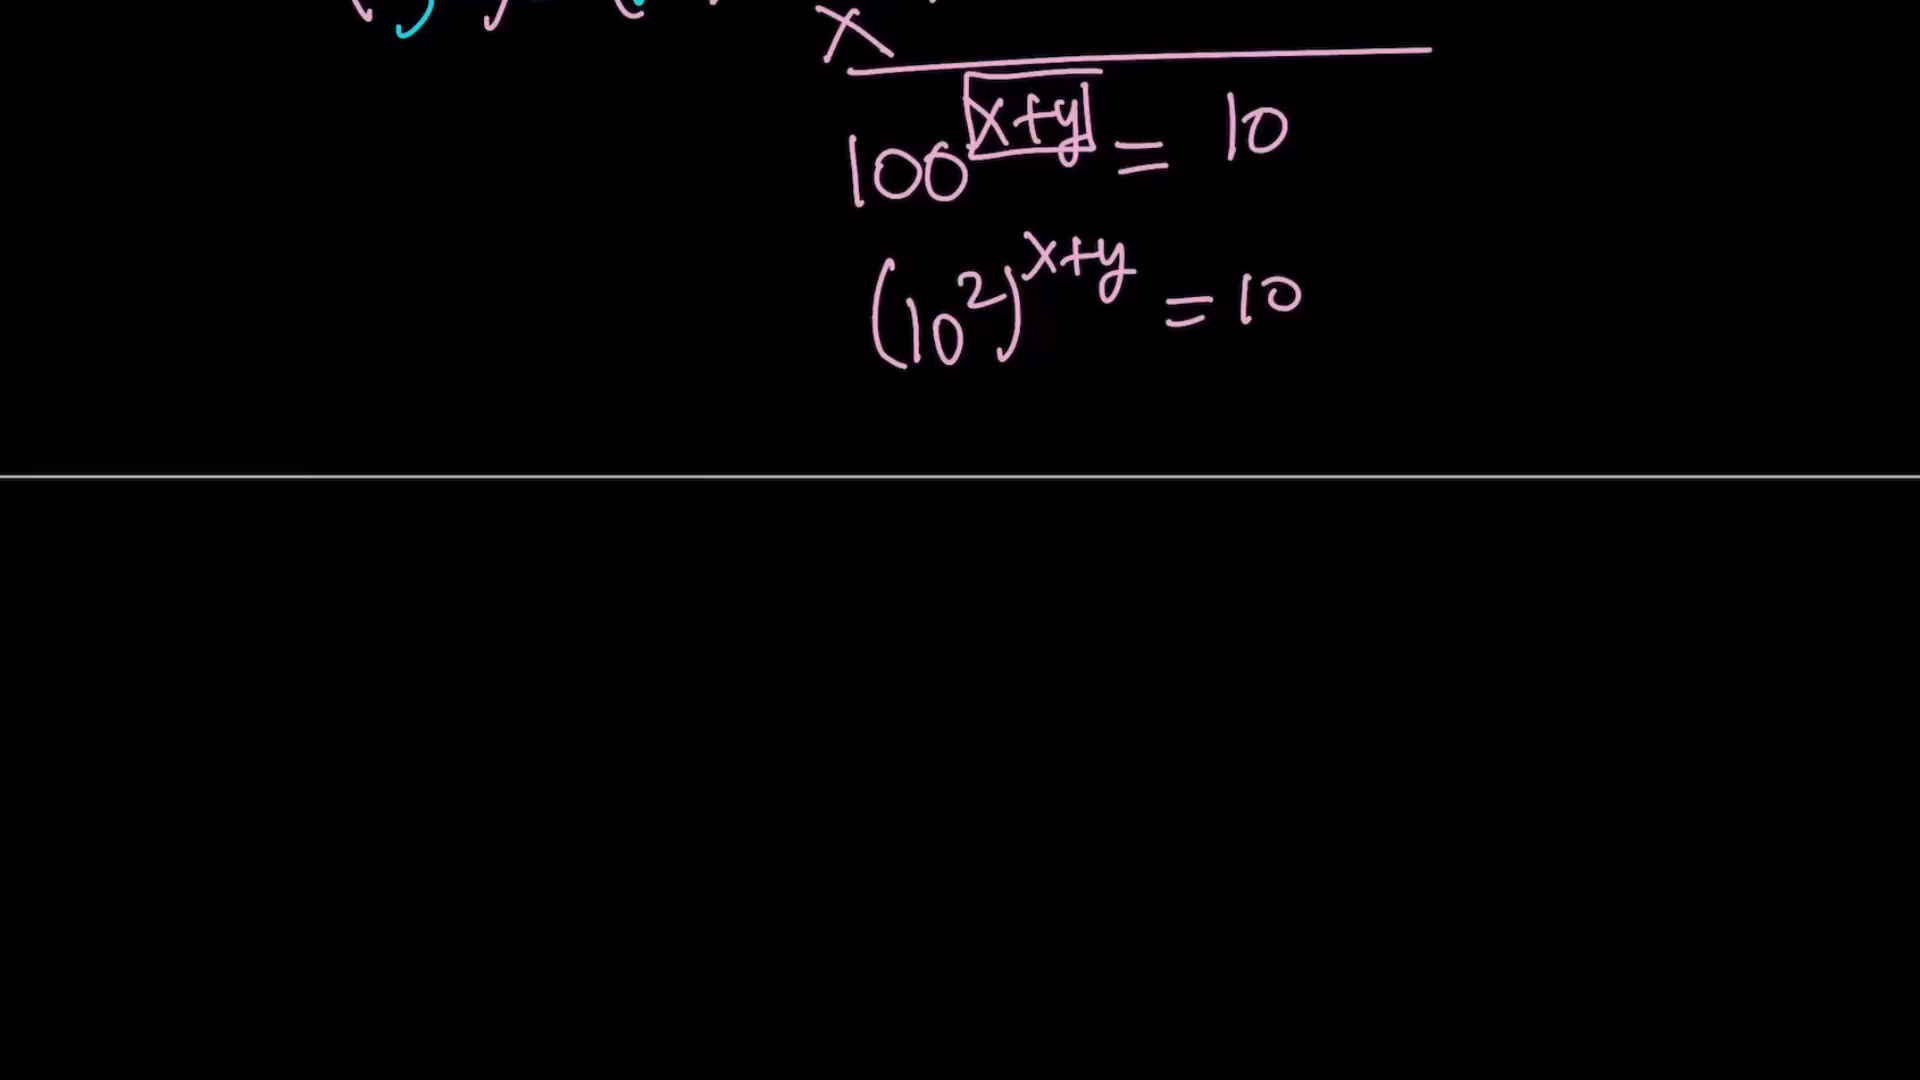 x
100^{x+y} = 10
(10^2)^{x+y} = 10